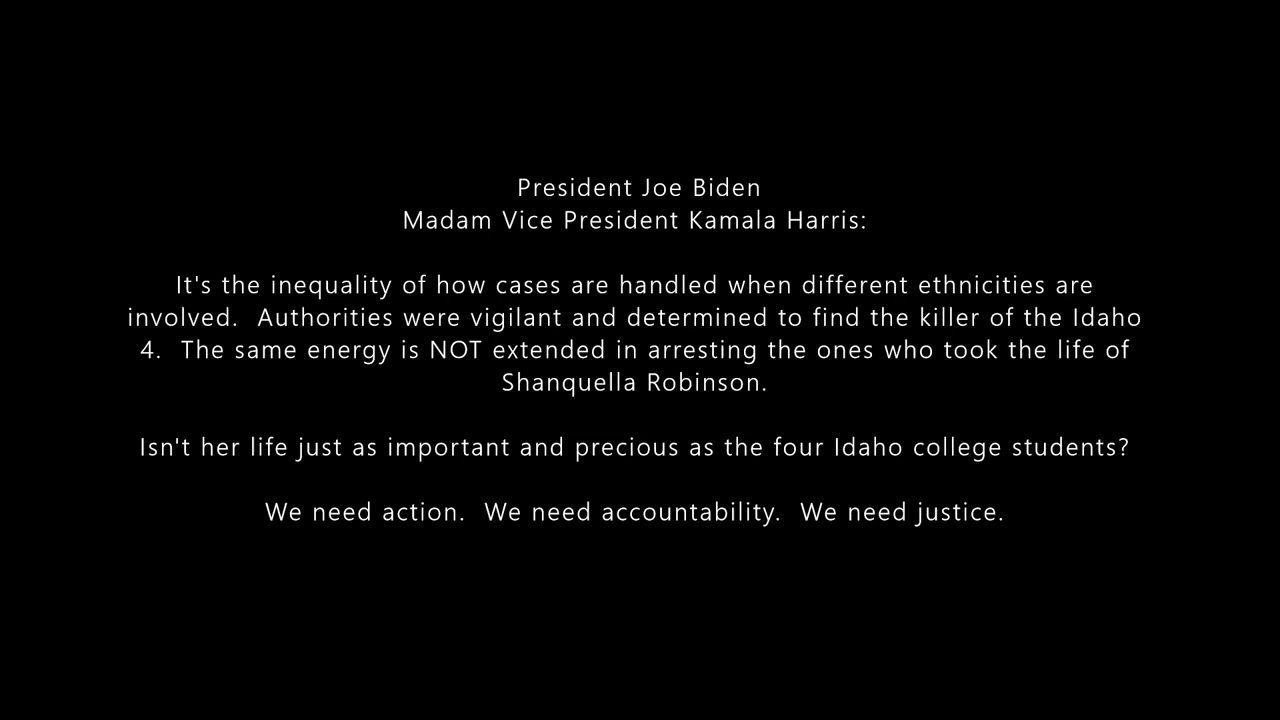 President Joe Biden
Madam Vice President Kamala Harris:
It's the inequality of how cases are handled when different ethnicities are
involved.  Authorities were vigilant and determined to find the killer of the Idaho
4.  The same energy is NOT extended in arresting the ones who took the life of
Shanquella Robinson.
Isn't her life just as important and precious as the four Idaho college students?
We need action.  We need accountability.  We need justice.